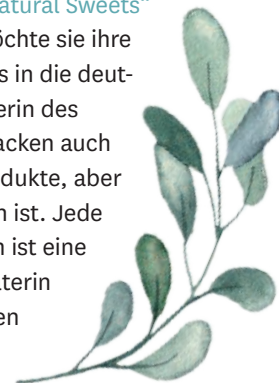 atural Sweets“
öchte sie ihre
s in die deut-
erin des
acken auch
dukte, aber
n ist. Jede
n ist eine
terin
en